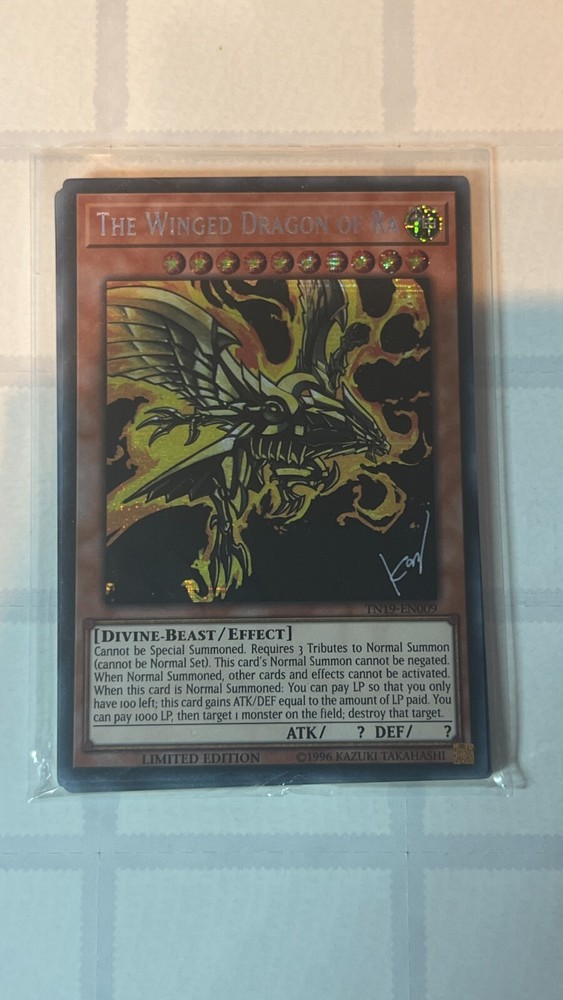 THE WINGED DRAGON OF RA
TN19-EN009
[DIVINE-BEAST/EFFECT]
Cannot be Special Summoned. Requires 3 Tributes to Normal Summon
(cannot be Normal Set). This card's Normal Summon cannot be negated.
When Normal Summoned, other cards and effects cannot be activated.
When this card is Normal Summoned: You can pay LP so that you only
have 100 left; this card gains ATK/DEF equal to the amount of LP paid. You
can pay 1000 LP, then target 1 monster on the field; destroy that target.
ATK/ ? DEF/ ?
LIMITED EDITION ©1996 KAZUKI TAKAHASHI